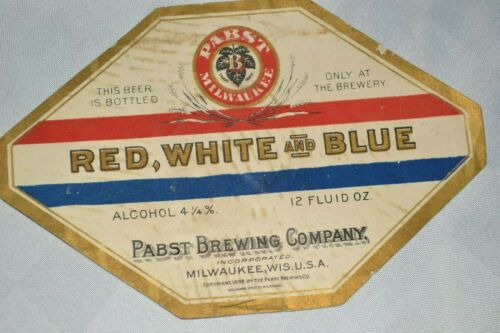 PABST
B
MILWAUKEE
THIS BEER
IS BOTTLED
ONLY AT
THE BREWERY.
RED, WHITE AND BLUE
ALCOHOL 4 1/4 %.
12 FLUID OZ.
PABST BREWING COMPANY,
INCORPORATED.
MILWAUKEE, WIS. U.S.A.